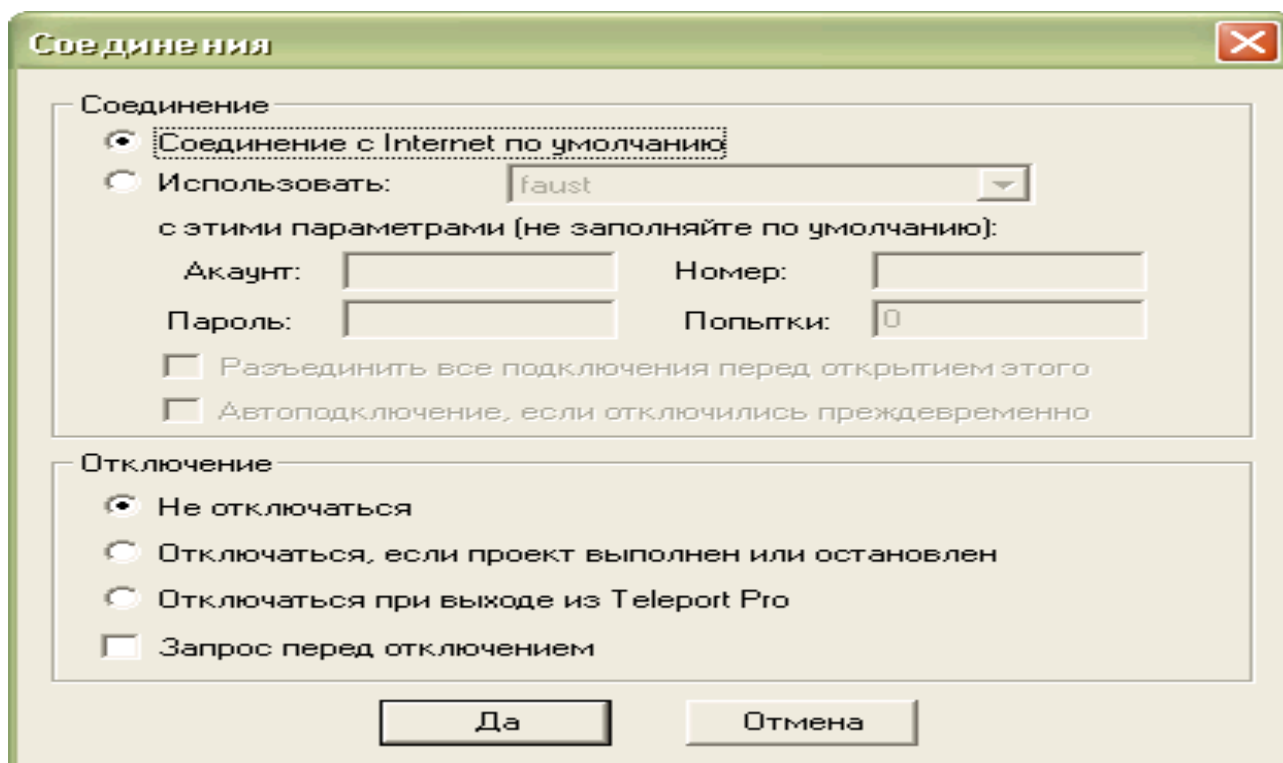 Соединения
Соединение
Соединение с Internet по умолчанию
Использовать: faust
с этими параметрами (не заполняйте по умолчанию):
Акаунт: Номер:
Пароль: Попытки: 0
Разъединить все подключения перед открытием этого
Автоподключение, если отключились преждевременно
Отключение
Не отключаться
Отключаться, если проект выполнен или остановлен
Отключаться при выходе из Teleport Pro
Запрос перед отключением
Да Отмена